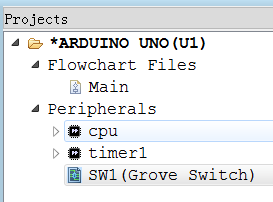 Projects
*ARDUINO UNO(U1)
Flowchart Files
Main
Peripherals
cpu
timer1
SW1(Grove Switch)